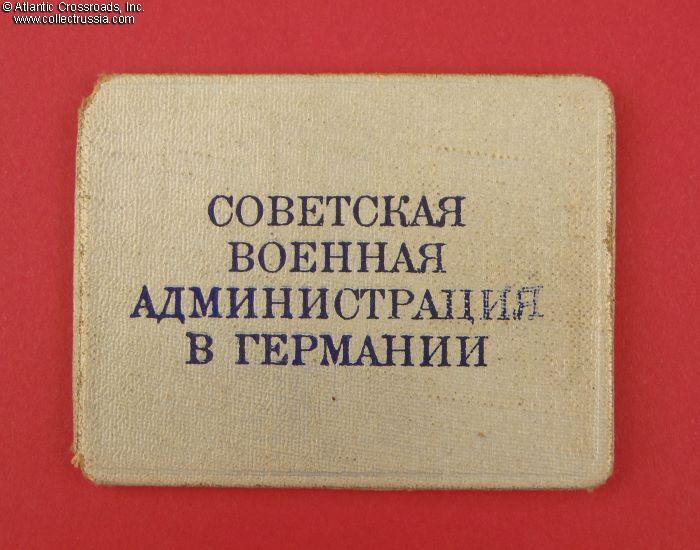 © Atlantic Crossroads, Inc.
www.collectrussia.com
СОВЕТСКАЯ
ВОЕННАЯ
АДМИНИСТРАЦИЯ
В ГЕРМАНИИ